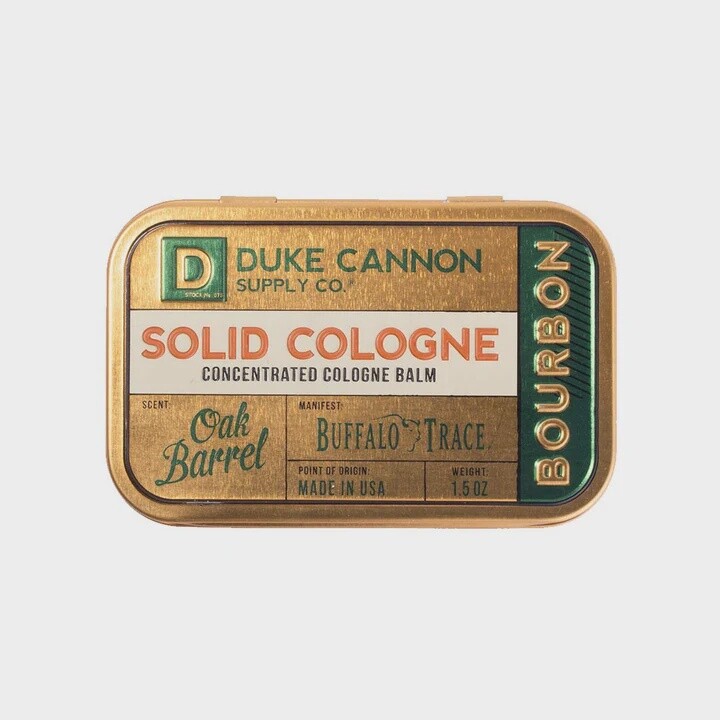 D
DUKE CANNON
SUPPLY CO.®
SOLID COLOGNE
CONCENTRATED COLOGNE BALM
SCENT:
Oak
Barrel
MANIFEST:
BUFFALO TRACE
POINT OF ORIGIN:
MADE IN USA
WEIGHT:
1.5 OZ
BOURBON